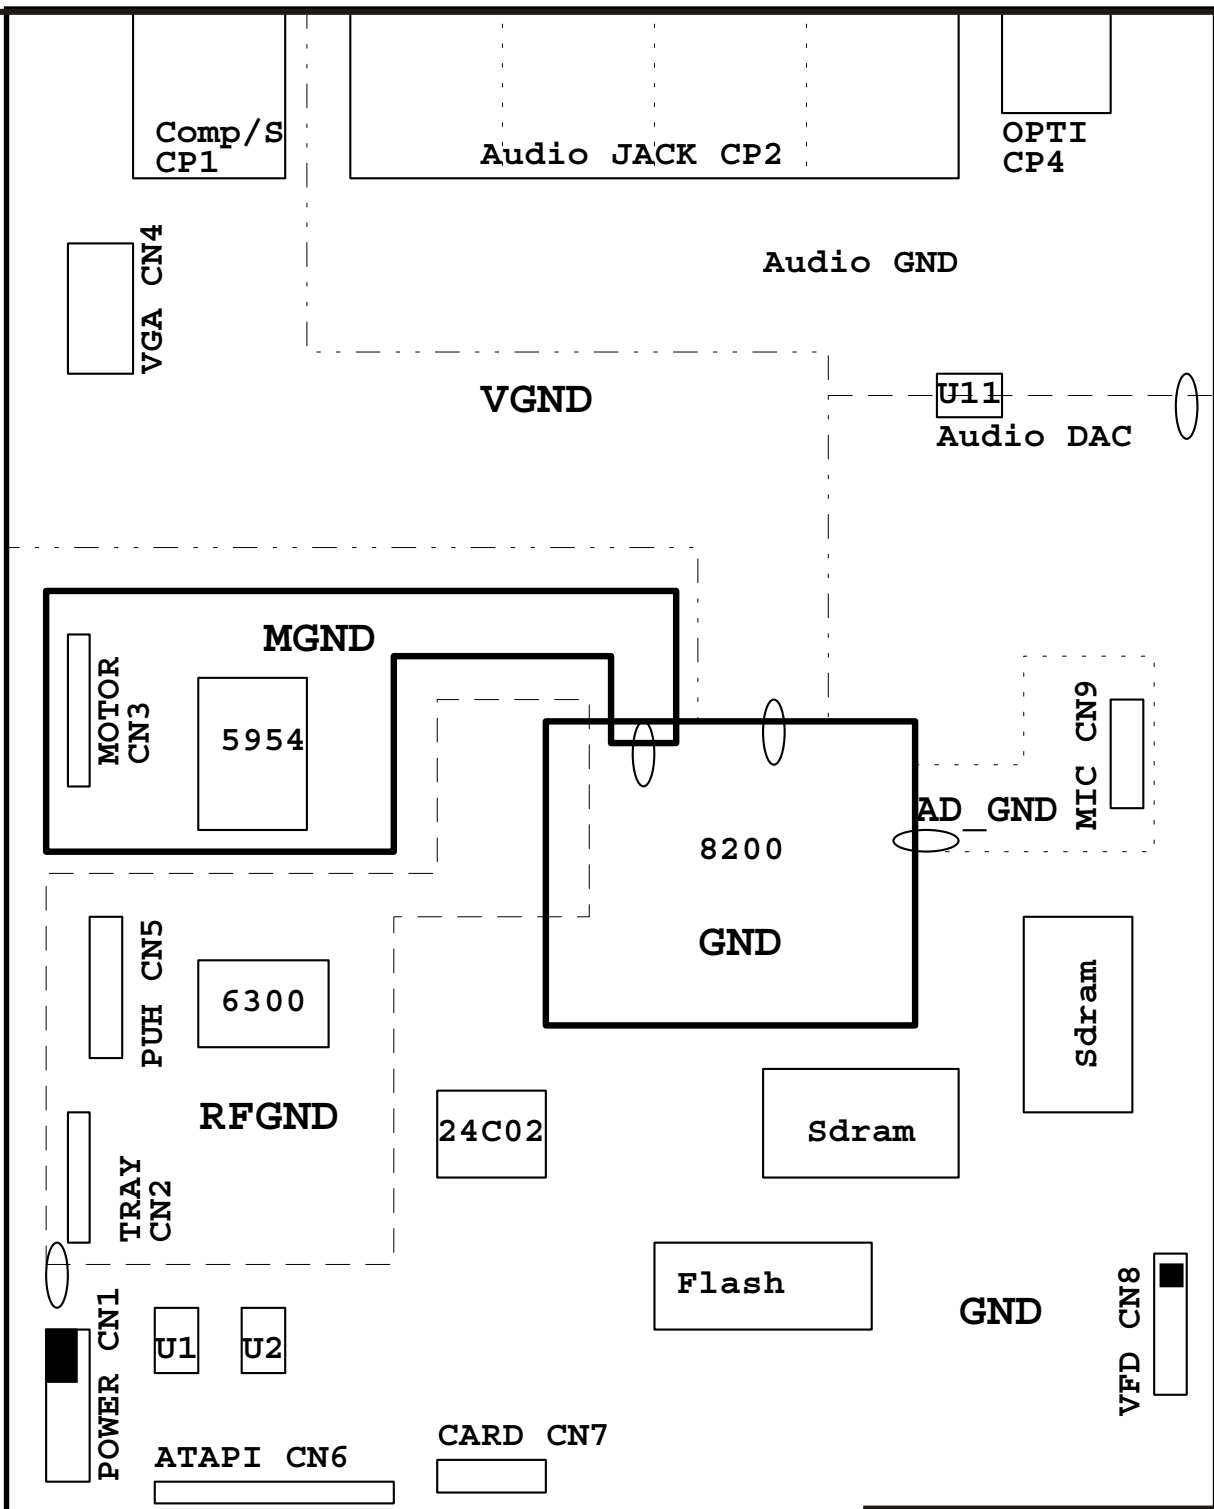 Comp/S
CP1
Audio JACK CP2
OPTI
CP4
VGA CN4
Audio GND
VGND
U11
Audio DAC
MGND
MOTOR
CN3
5954
MIC CN9
AD_GND
8200
GND
PUH CN5
6300
Sdram
RFGND
24C02
Sdram
TRAY
CN2
Flash
GND
VFD CN8
POWER CN1
U1
U2
CARD CN7
ATAPI CN6